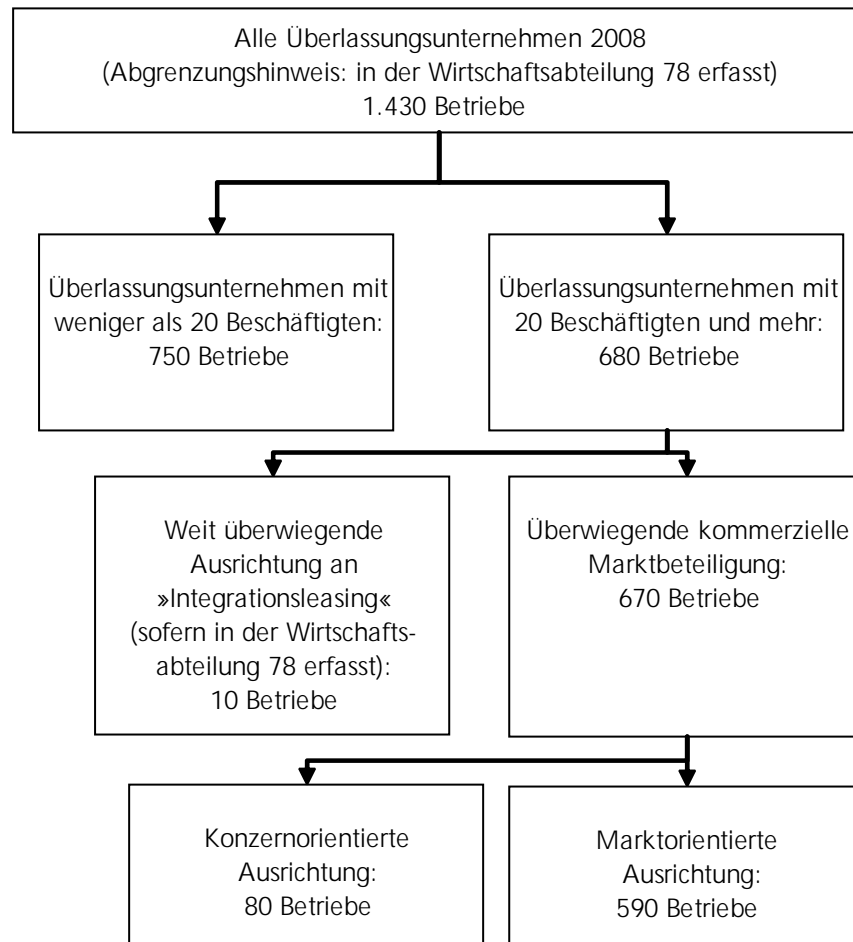 Alle Überlassungsunternehmen 2008
(Abgrenzungshinweis: in der Wirtschaftsabteilung 78 erfasst)
1.430 Betriebe
Überlassungsunternehmen mit
weniger als 20 Beschäftigten:
750 Betriebe
Überlassungsunternehmen mit
20 Beschäftigten und mehr:
680 Betriebe
Weit überwiegende
Ausrichtung an
»Integrationsleasing«
(sofern in der Wirtschafts-
abteilung 78 erfasst):
10 Betriebe
Überwiegende kommerzielle
Marktbeteiligung:
670 Betriebe
Konzernorientierte
Ausrichtung:
80 Betriebe
Marktorientierte
Ausrichtung:
590 Betriebe